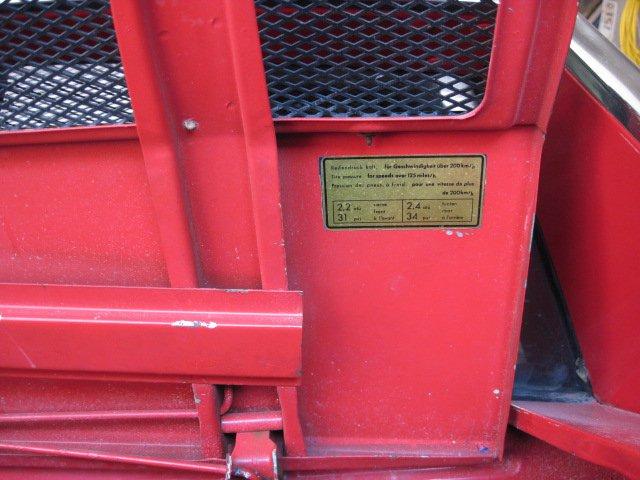 Reifendruck kalt. für Geschwindigkeit über 200km/h
Tire pressure for speeds over 125 miles/h
Pression des pneus, à froid. pour une vitesse de plus
de 200km/h
2,2 atü vorne 2,4 atü hinten
31 psi front 34 psi rear
à l'avant à l'arrière